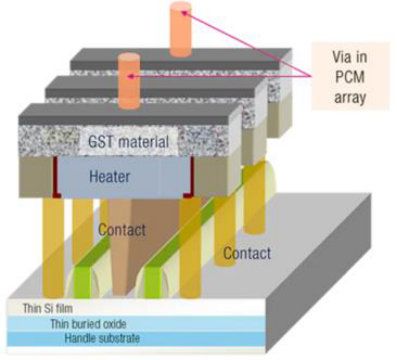 Via in
PCM
array
GST material
Heater
Contact
Contact
Thin Si film
Thin buried oxide
Handle substrate